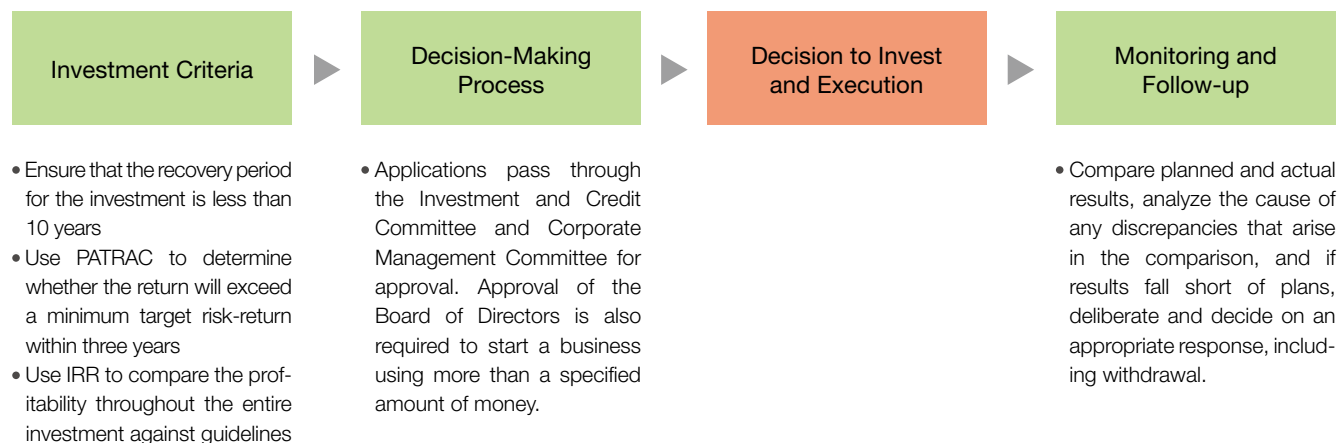 Investment Criteria
Decision-Making
Process
Decision to Invest
and Execution
Monitoring and
Follow-up
• Ensure that the recovery period
for the investment is less than
10 years
• Use PATRAC to determine
whether the return will exceed
a minimum target risk-return
within three years
• Use IRR to compare the prof-
itability throughout the entire
investment against guidelines
• Applications pass through
the Investment and Credit
Committee and Corporate
Management Committee for
approval. Approval of the
Board of Directors is also
required to start a business
using more than a specified
amount of money.
• Compare planned and actual
results, analyze the cause of
any discrepancies that arise
in the comparison, and if
results fall short of plans,
deliberate and decide on an
appropriate response, includ-
ing withdrawal.